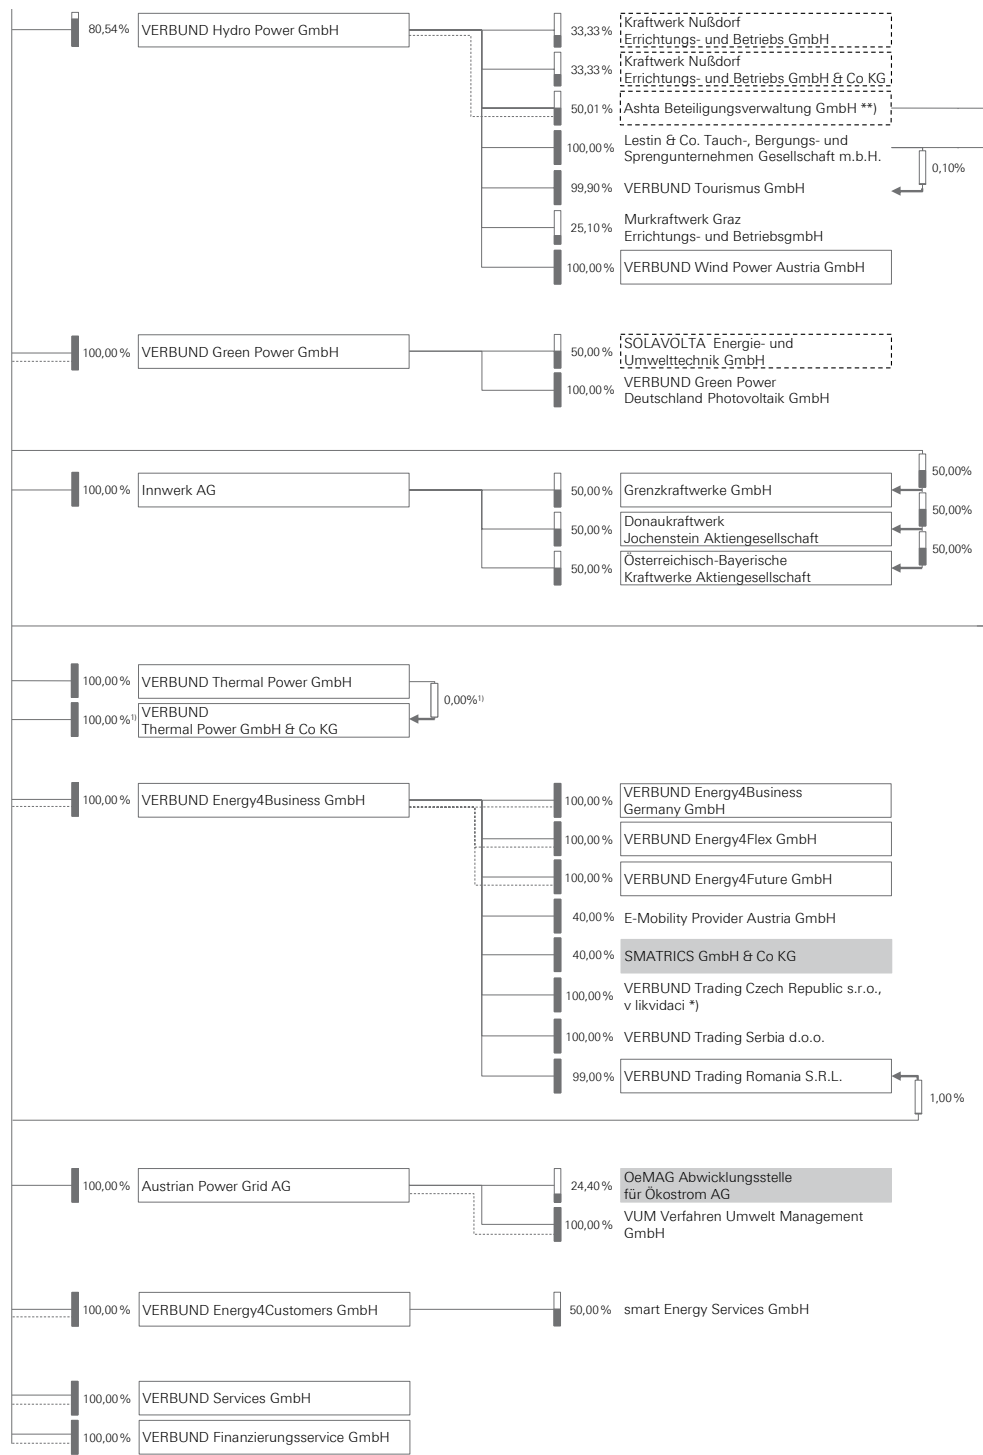 80,54% VERBUND Hydro Power GmbH
33,33% Kraftwerk Nußdorf
Errichtungs- und Betriebs GmbH
33,33% Kraftwerk Nußdorf
Errichtungs- und Betriebs GmbH & Co KG
50,01% Ashta Beteiligungsverwaltung GmbH **)
100,00% Lestin & Co. Tauch-, Bergungs- und
Sprengunternehmen Gesellschaft m.b.H.
0,10%
99,90% VERBUND Tourismus GmbH
25,10% Murkraftwerk Graz
Errichtungs- und BetriebsgmbH
100,00% VERBUND Wind Power Austria GmbH
100,00% VERBUND Green Power GmbH
50,00% SOLAVOLTA Energie- und
Umwelttechnik GmbH
100,00% VERBUND Green Power
Deutschland Photovoltaik GmbH
50,00%
100,00% Innwerk AG
50,00% Grenzkraftwerke GmbH
50,00%
50,00% Donaukraftwerk
Jochenstein Aktiengesellschaft
50,00%
50,00% Österreichisch-Bayerische
Kraftwerke Aktiengesellschaft
100,00% VERBUND Thermal Power GmbH
0,00%¹⁾
100,00%¹⁾ VERBUND
Thermal Power GmbH & Co KG
100,00% VERBUND Energy4Business GmbH
100,00% VERBUND Energy4Business
Germany GmbH
100,00% VERBUND Energy4Flex GmbH
100,00% VERBUND Energy4Future GmbH
40,00% E-Mobility Provider Austria GmbH
40,00% SMATRICS GmbH & Co KG
100,00% VERBUND Trading Czech Republic s.r.o.,
v likvidaci *)
100,00% VERBUND Trading Serbia d.o.o.
99,00% VERBUND Trading Romania S.R.L.
1,00%
100,00% Austrian Power Grid AG
24,40% OeMAG Abwicklungsstelle
für Ökostrom AG
100,00% VUM Verfahren Umwelt Management
GmbH
100,00% VERBUND Energy4Customers GmbH
50,00% smart Energy Services GmbH
100,00% VERBUND Services GmbH
100,00% VERBUND Finanzierungsservice GmbH